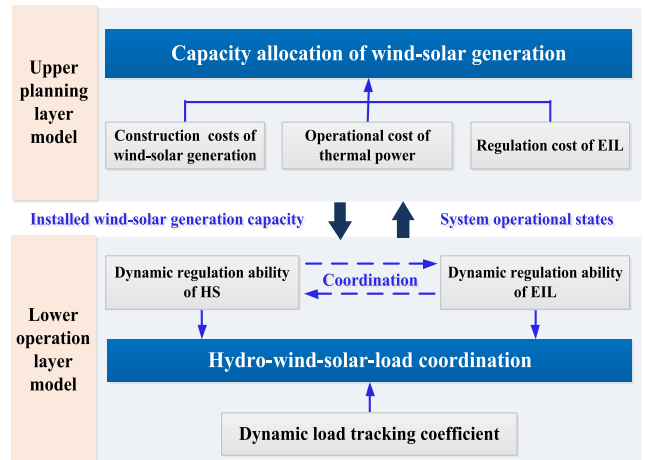 Upper
planning
layer
model
Capacity allocation of wind-solar generation
Construction costs of
wind-solar generation
Operational cost of
thermal power
Regulation cost of EIL
Installed wind-solar generation capacity
System operational states
Lower
operation
layer
model
Dynamic regulation ability
of HS
Coordination
Dynamic regulation ability
of EIL
Hydro-wind-solar-load coordination
Dynamic load tracking coefficient